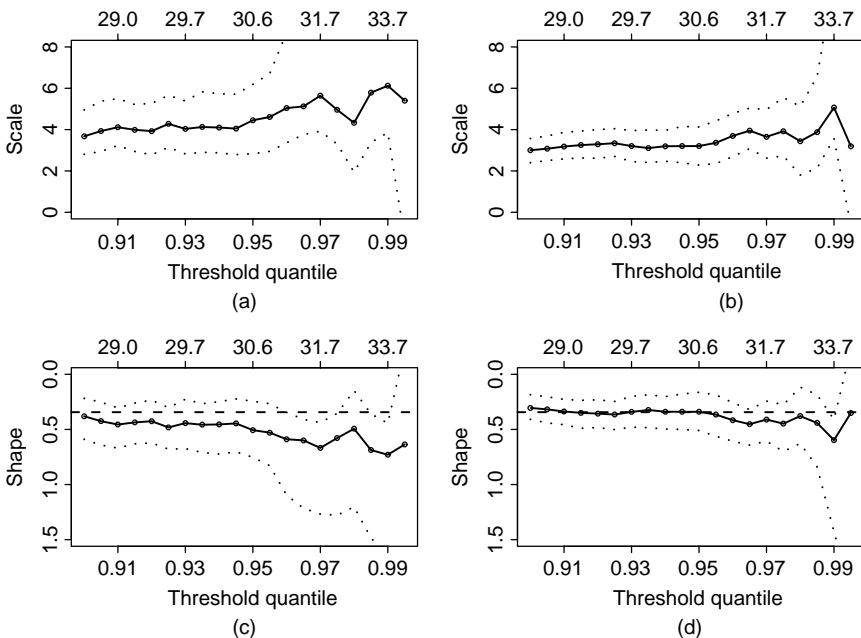 29.0 29.7 30.6 31.7 33.7
Scale
0 2 4 6 8
0.91 0.93 0.95 0.97 0.99
Threshold quantile
(a)
29.0 29.7 30.6 31.7 33.7
Scale
0 2 4 6 8
0.91 0.93 0.95 0.97 0.99
Threshold quantile
(b)
29.0 29.7 30.6 31.7 33.7
Shape
1.5 1.0 0.5 0.0
0.91 0.93 0.95 0.97 0.99
Threshold quantile
(c)
29.0 29.7 30.6 31.7 33.7
Shape
1.5 1.0 0.5 0.0
0.91 0.93 0.95 0.97 0.99
Threshold quantile
(d)